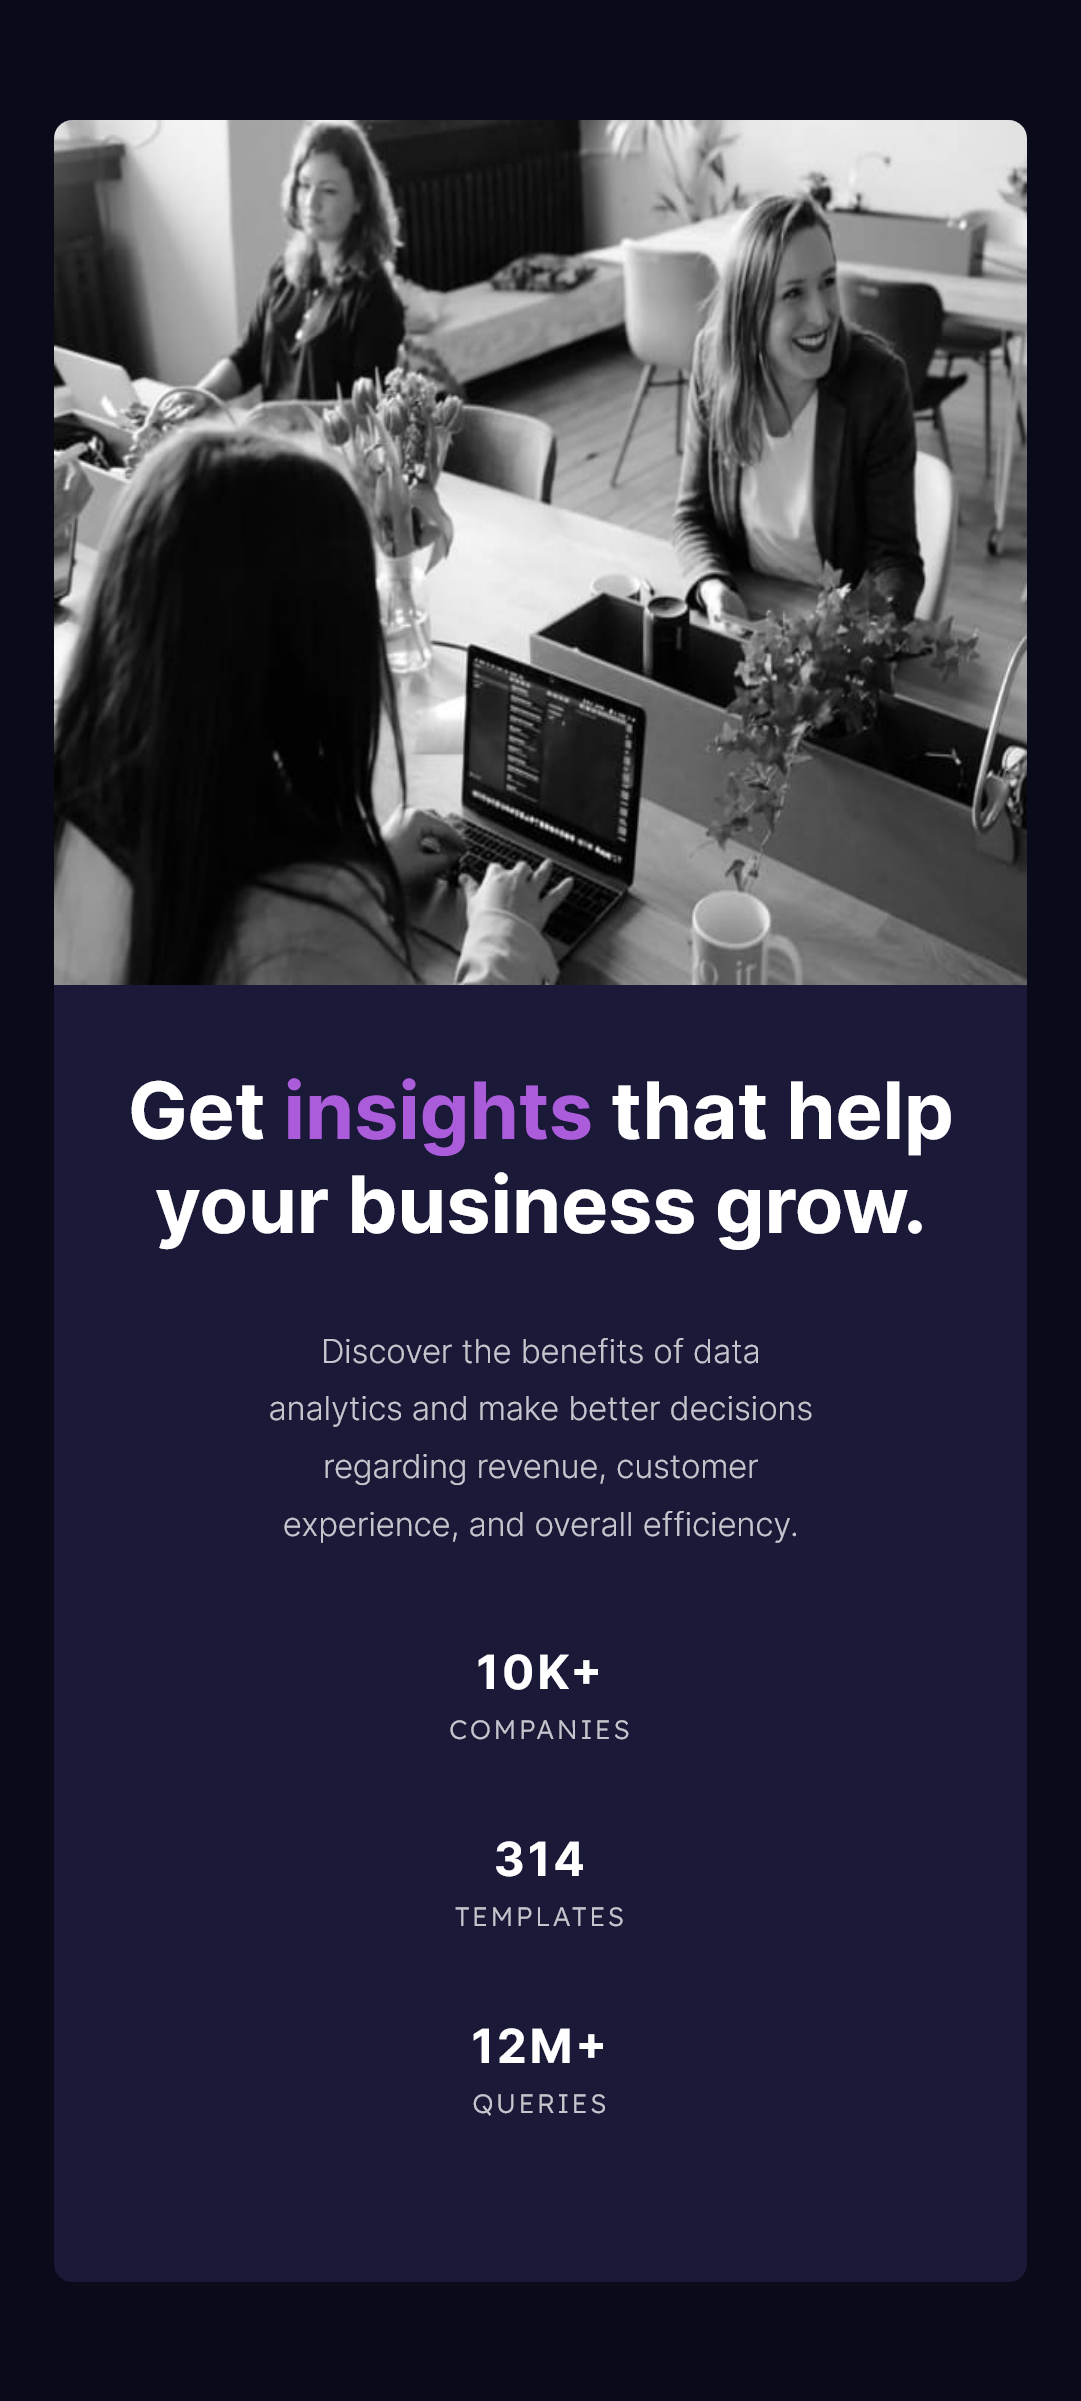 Get insights that help
your business grow.
Discover the benefits of data
analytics and make better decisions
regarding revenue, customer
experience, and overall efficiency.
10K+
COMPANIES
314
TEMPLATES
12M+
QUERIES